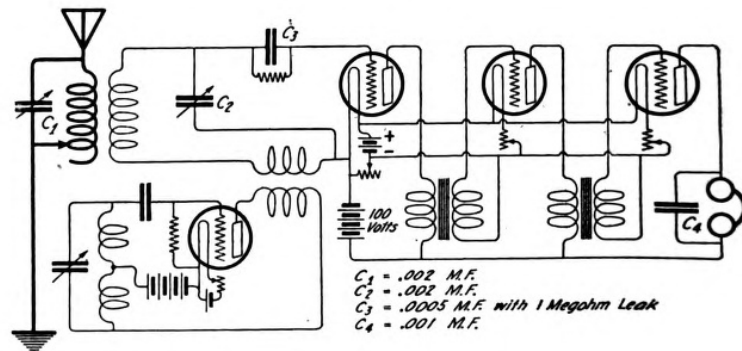 C3
C1
C2
+
-
100
Volts
C4
C1 = .002 M.F.
C2 = .002 M.F.
C3 = .0005 M.F. with 1 Megohm Leak
C4 = .001 M.F.